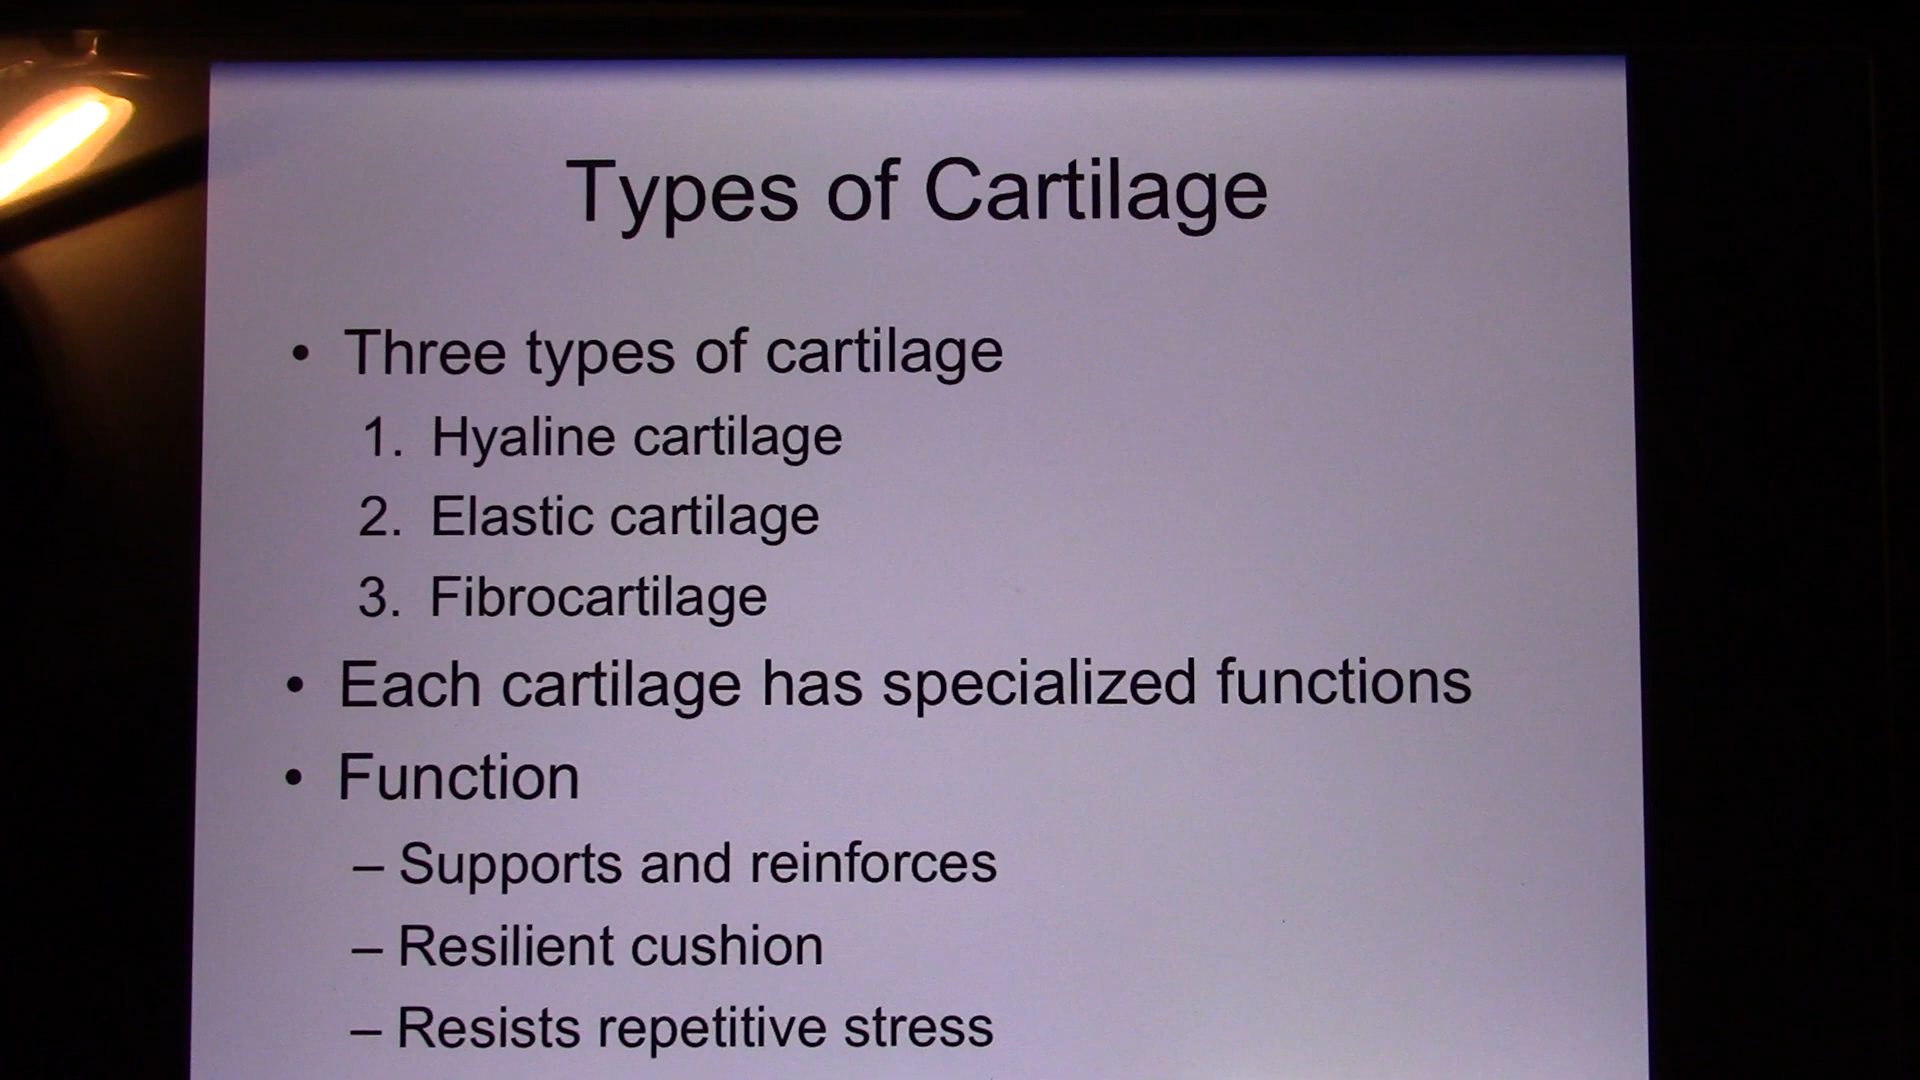 Types of Cartilage
• Three types of cartilage
1. Hyaline cartilage
2. Elastic cartilage
3. Fibrocartilage
• Each cartilage has specialized functions
• Function
– Supports and reinforces
– Resilient cushion
– Resists repetitive stress